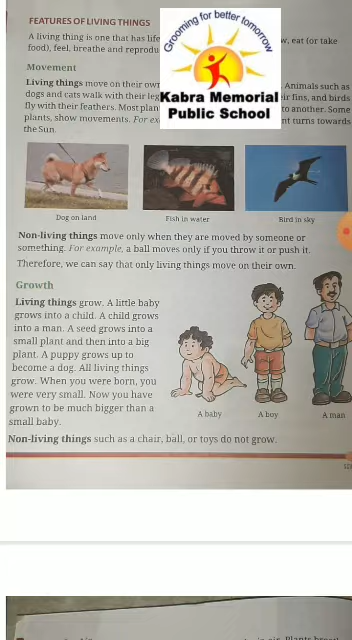 FEATURES OF LIVING THINGS
A living thing is one that has life
w, eat (or take
food), feel, breathe and reprodu
Grooming for better tomorrow
Kabra Memorial
Public School
Movement
Living things move on their own
. Animals such as
dogs and cats walk with their leg
eir fins, and birds
fly with their feathers. Most plan
to another. Some
plants, show movements. For ex
nt turns towards
the Sun.
Dog on land
Fish in water
Bird in sky
Non-living things move only when they are moved by someone or
something. For example, a ball moves only if you throw it or push it.
Therefore, we can say that only living things move on their own.
Growth
Living things grow. A little baby
grows into a child. A child grows
into a man. A seed grows into a
small plant and then into a big
plant. A puppy grows up to
become a dog. All living things
grow. When you were born, you
were very small. Now you have
grown to be much bigger than a
small baby.
A baby
A boy
A man
Non-living things such as a chair, ball, or toys do not grow.